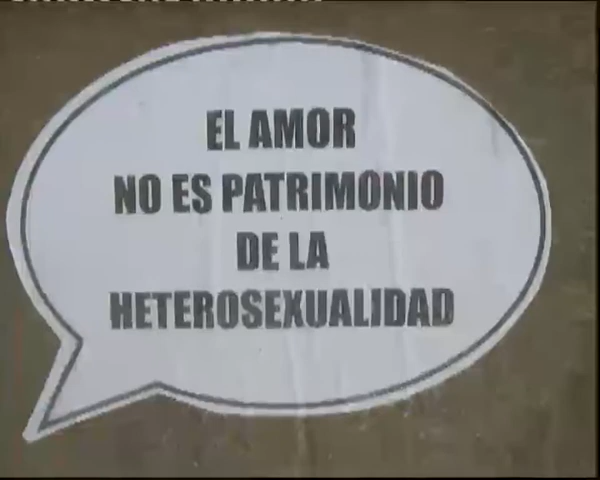 EL AMOR
NO ES PATRIMONIO
DE LA
HETEROSEXUALIDAD